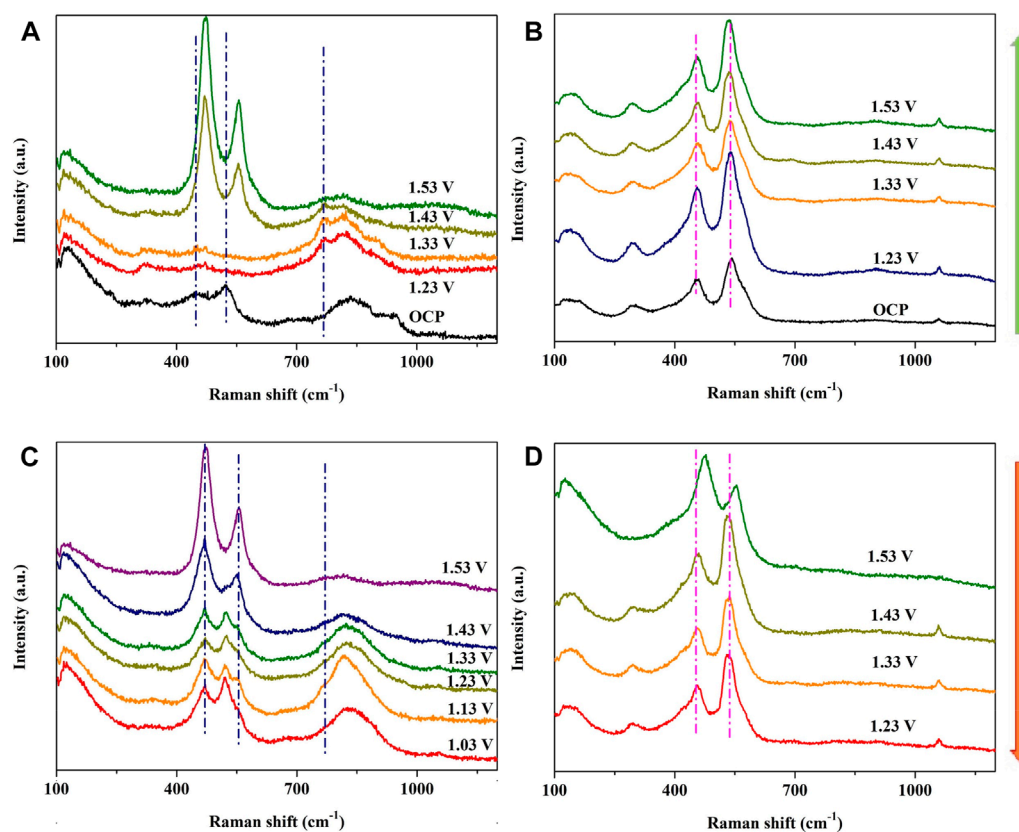 A
Intensity (a.u.)
1.53 V
1.43 V
1.33 V
1.23 V
OCP
100 400 700 1000
Raman shift (cm⁻¹)
B
Intensity (a.u.)
1.53 V
1.43 V
1.33 V
1.23 V
OCP
100 400 700 1000
Raman shift (cm⁻¹)
C
Intensity (a.u.)
1.53 V
1.43 V
1.33 V
1.23 V
1.13 V
1.03 V
100 400 700 1000
Raman shift (cm⁻¹)
D
Intensity (a.u.)
1.53 V
1.43 V
1.33 V
1.23 V
100 400 700 1000
Raman shift (cm⁻¹)